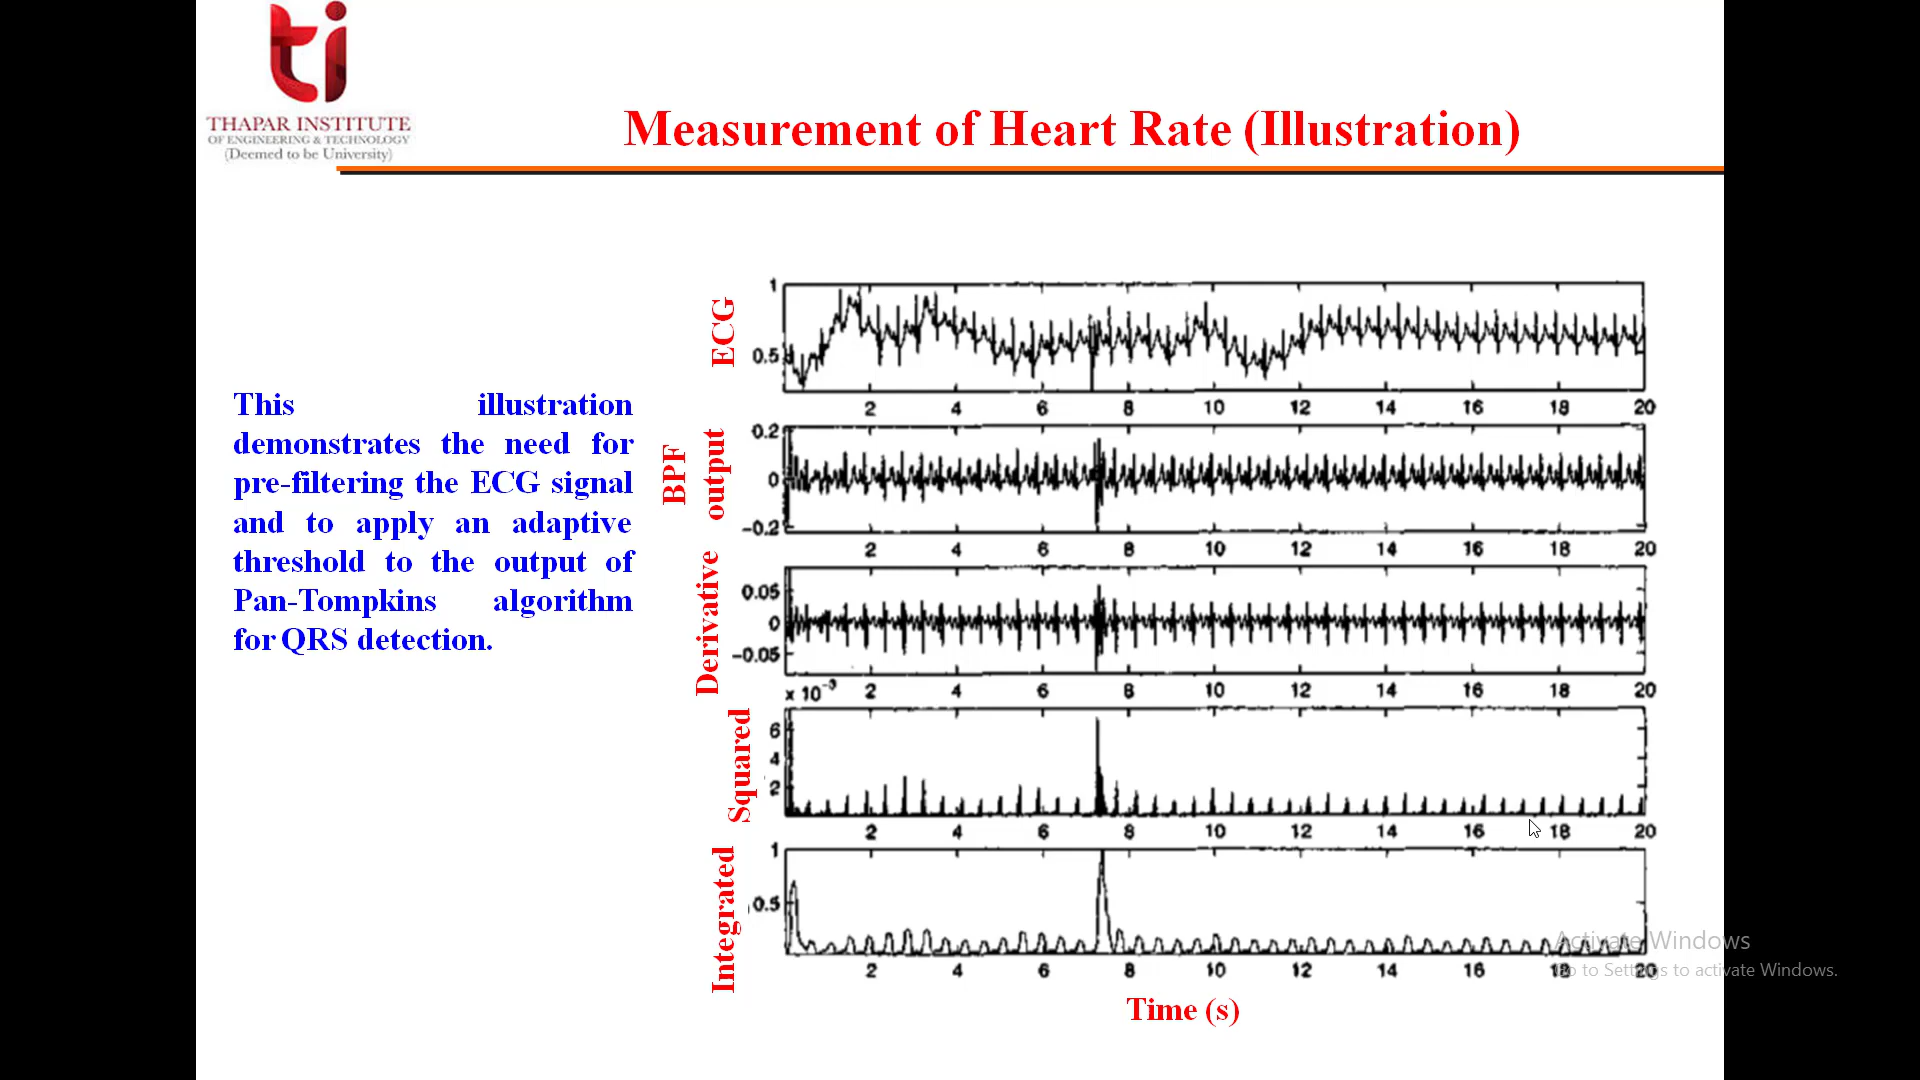 ti
THAPAR INSTITUTE
OF ENGINEERING & TECHNOLOGY
(Deemed to be University)
Measurement of Heart Rate (Illustration)
This illustration
demonstrates the need for
pre-filtering the ECG signal
and to apply an adaptive
threshold to the output of
Pan-Tompkins algorithm
for QRS detection.
ECG
1
0.5
2 4 6 8 10 12 14 16 18 20
BPF
output
0.2
0
-0.2
2 4 6 8 10 12 14 16 18 20
Derivative
0.05
0
-0.05
x 10⁻³ 2 4 6 8 10 12 14 16 18 20
Squared
6
4
2
2 4 6 8 10 12 14 16 18 20
Integrated
1
0.5
2 4 6 8 10 12 14 16 18 20
Time (s)
Activate Windows
Go to Settings to activate Windows.